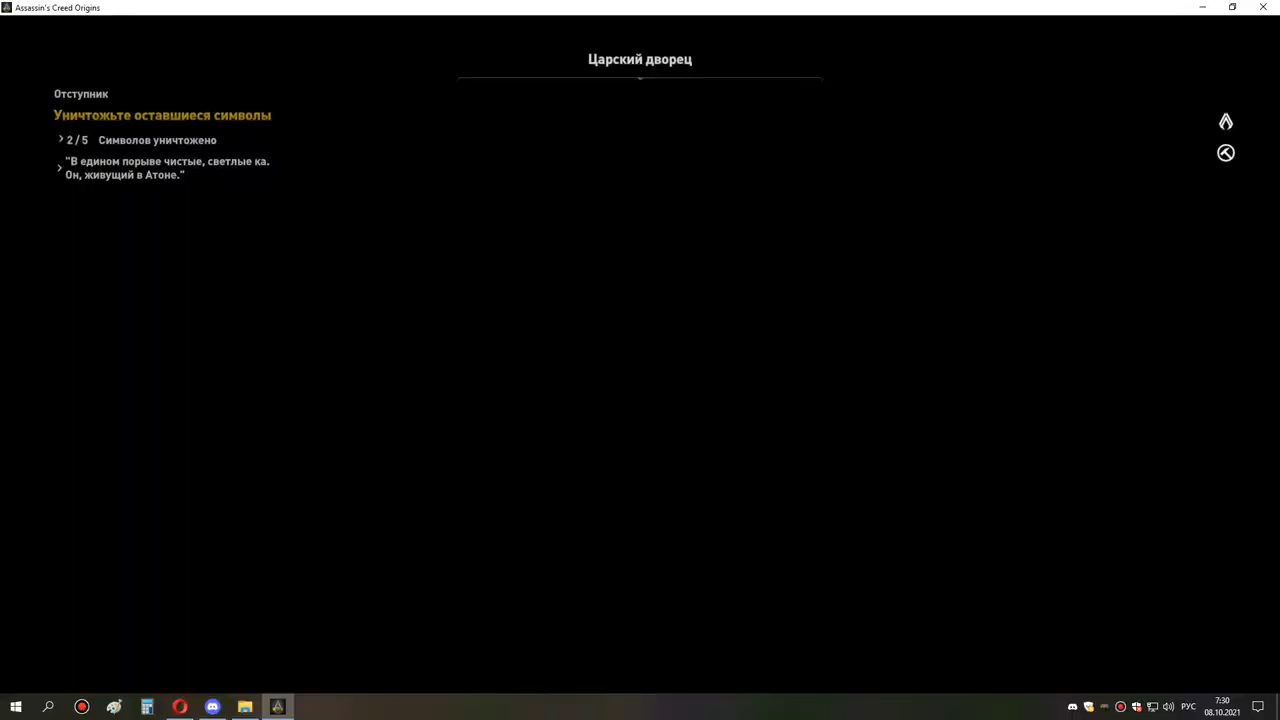 Assassin's Creed Origins
Царский дворец
Отступник
Уничтожьте оставшиеся символы
2 / 5 Символов уничтожено
"В едином порыве чистые, светлые ка.
Он, живущий в Атоне."
РУС
7:30
08.10.2021